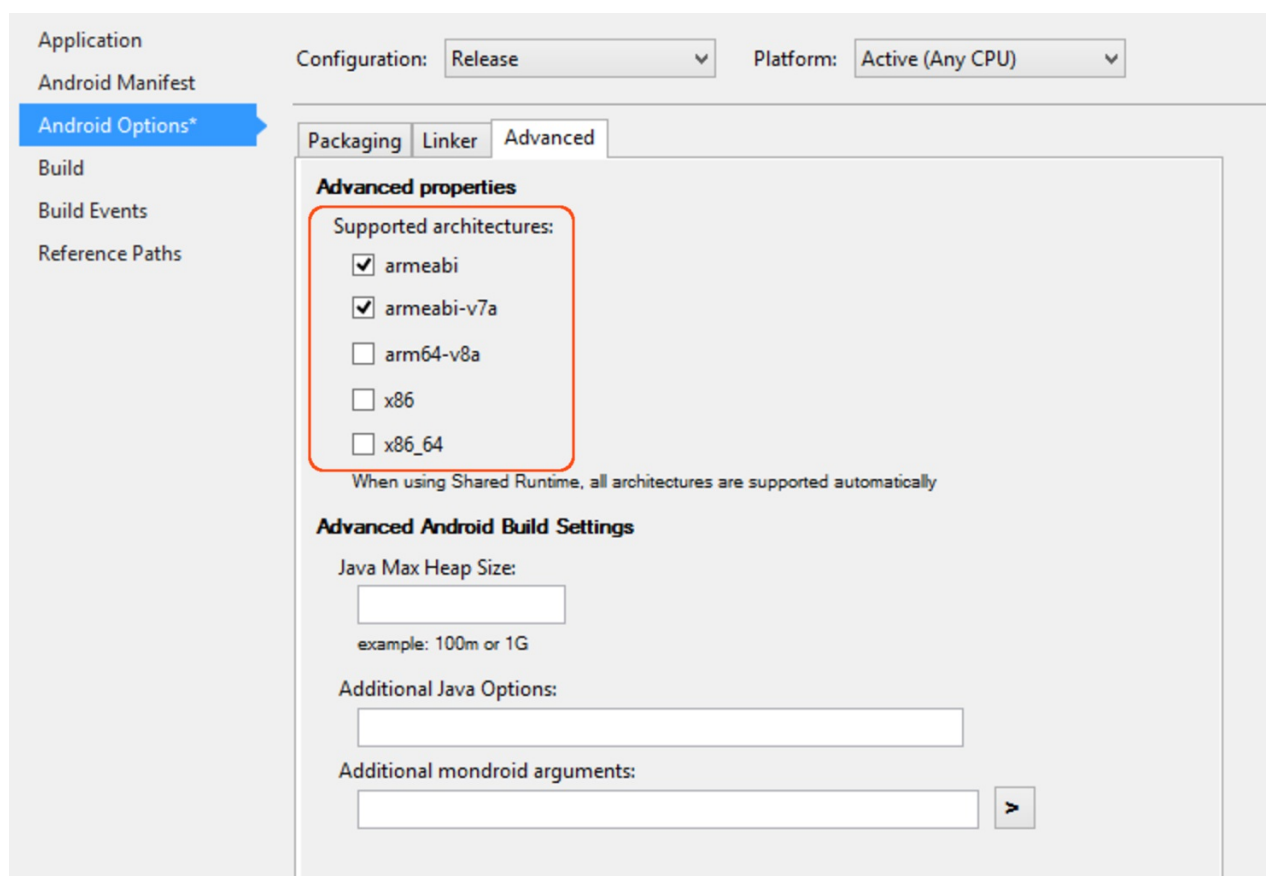 Application
Android Manifest
Android Options*
Build
Build Events
Reference Paths
Configuration: Release Platform: Active (Any CPU)
Packaging Linker Advanced
Advanced properties
Supported architectures:
armeabi
armeabi-v7a
arm64-v8a
x86
x86_64
When using Shared Runtime, all architectures are supported automatically
Advanced Android Build Settings
Java Max Heap Size:
example: 100m or 1G
Additional Java Options:
Additional mondroid arguments:
>